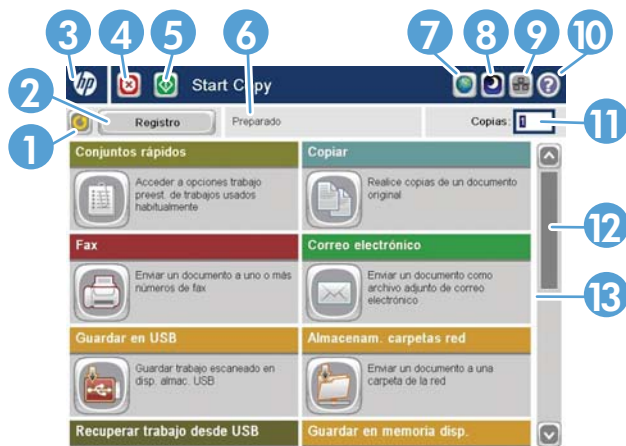 3 4 5 6 7 8 9 10
hp Start Copy ?
2 Registro Preparado Copias: 1 11
1
Conjuntos rápidos
Acceder a opciones trabajo
preest. de trabajos usados
habitualmente
Copiar
Realice copias de un documento
original
12
Fax
Enviar un documento a uno o más
números de fax
Correo electrónico
Enviar un documento como
archivo adjunto de correo
electrónico
13
Guardar en USB
Guardar trabajo escaneado en
disp. almac. USB
Almacenam. carpetas red
Enviar un documento a una
carpeta de la red
Recuperar trabajo desde USB
Guardar en memoria disp.